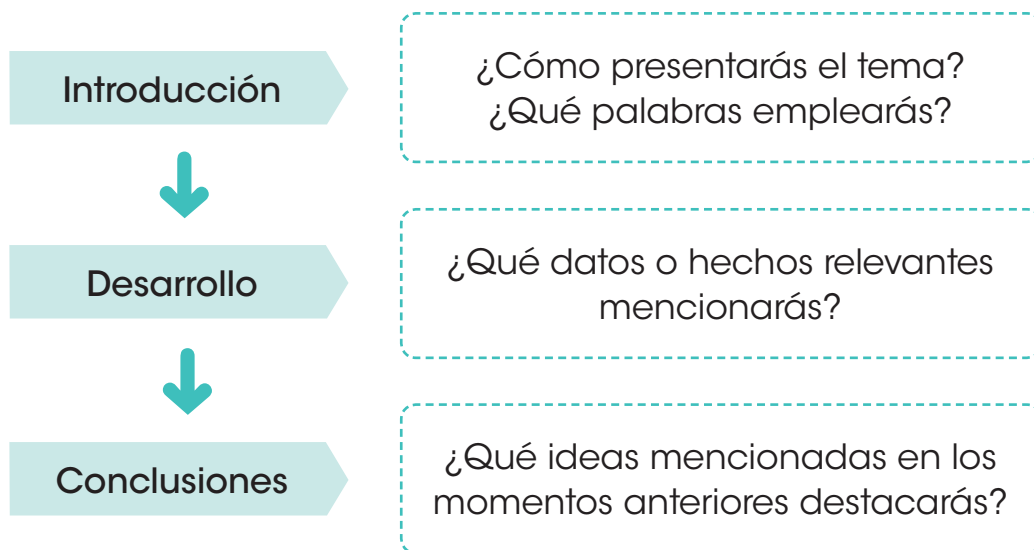 Introducción
¿Cómo presentarás el tema?
¿Qué palabras emplearás?
Desarrollo
¿Qué datos o hechos relevantes
mencionarás?
Conclusiones
¿Qué ideas mencionadas en los
momentos anteriores destacarás?